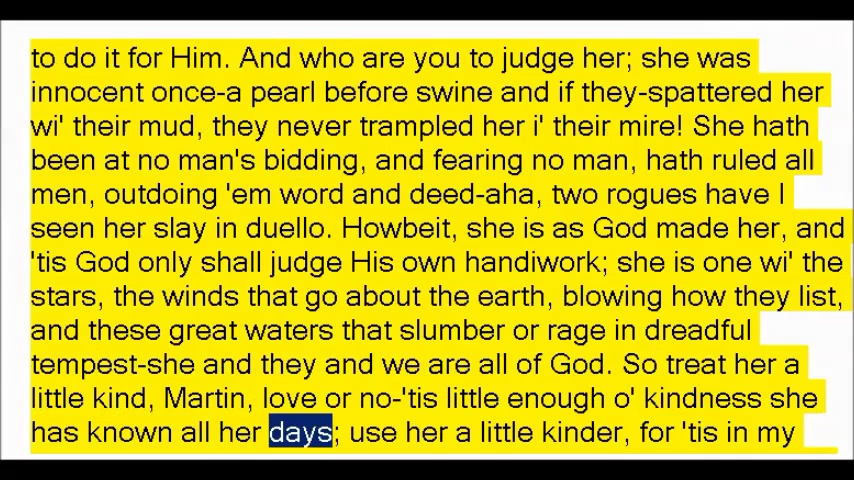 to do it for Him. And who are you to judge her; she was
innocent once-a pearl before swine and if they-spattered her
wi' their mud, they never trampled her i' their mire! She hath
been at no man's bidding, and fearing no man, hath ruled all
men, outdoing 'em word and deed-aha, two rogues have I
seen her slay in duello. Howbeit, she is as God made her, and
'tis God only shall judge His own handiwork; she is one wi' the
stars, the winds that go about the earth, blowing how they list,
and these great waters that slumber or rage in dreadful
tempest-she and they and we are all of God. So treat her a
little kind, Martin, love or no-'tis little enough o' kindness she
has known all her days; use her a little kinder, for 'tis in my